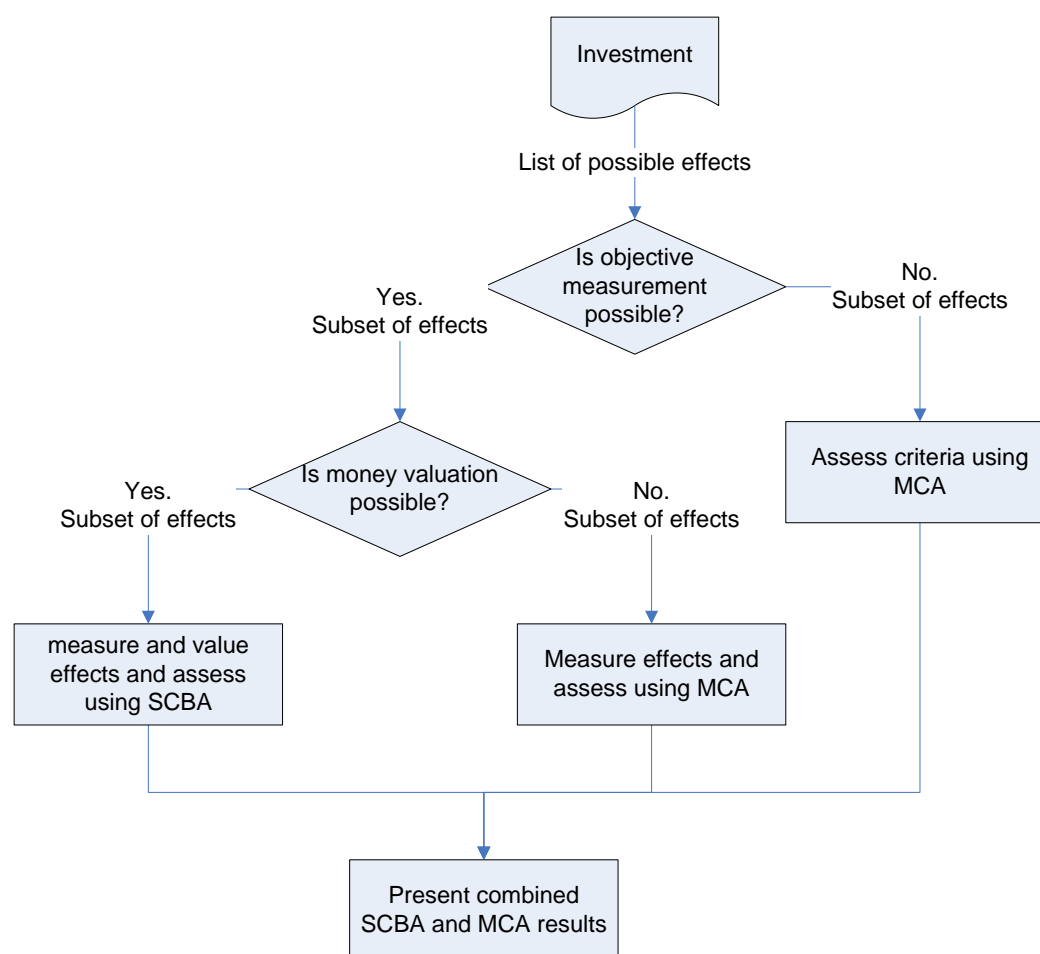 Investment
List of possible effects
Is objective
measurement
possible?
No.
Subset of effects
Yes.
Subset of effects
Is money valuation
possible?
Assess criteria using
MCA
Yes.
Subset of effects
No.
Subset of effects
measure and value
effects and assess
using SCBA
Measure effects and
assess using MCA
Present combined
SCBA and MCA results